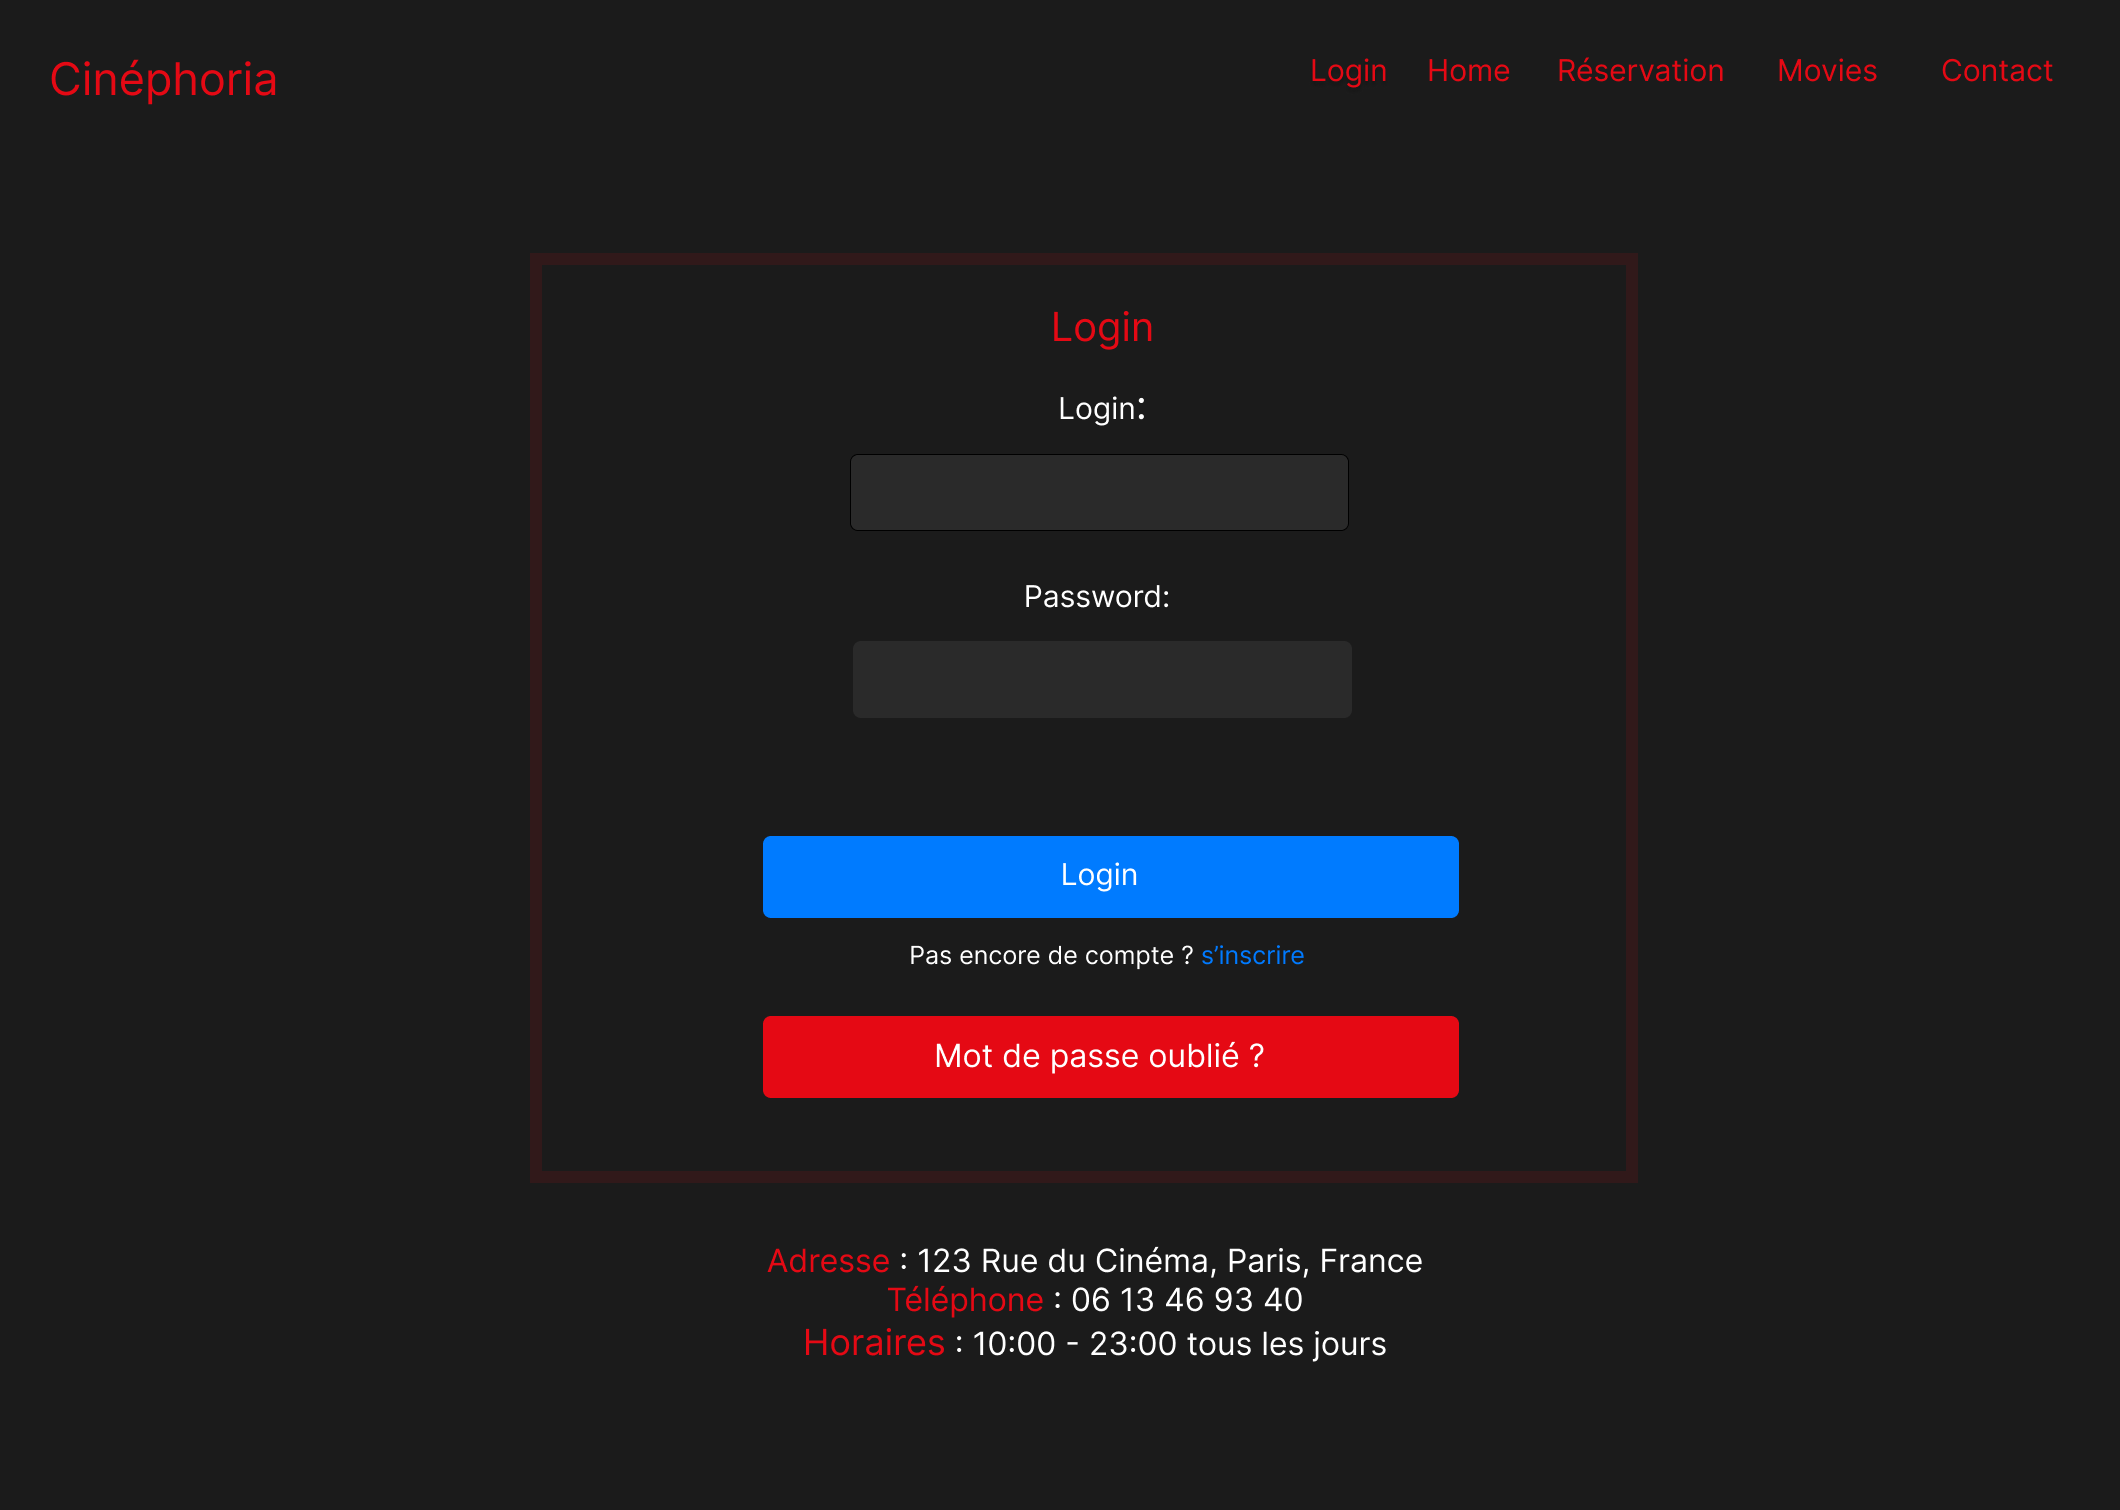 Cinéphoria
Login Home Réservation Movies Contact
Login
Login:
Password:
Login
Pas encore de compte ? s’inscrire
Mot de passe oublié ?
Adresse : 123 Rue du Cinéma, Paris, France
Téléphone : 06 13 46 93 40
Horaires : 10:00 - 23:00 tous les jours